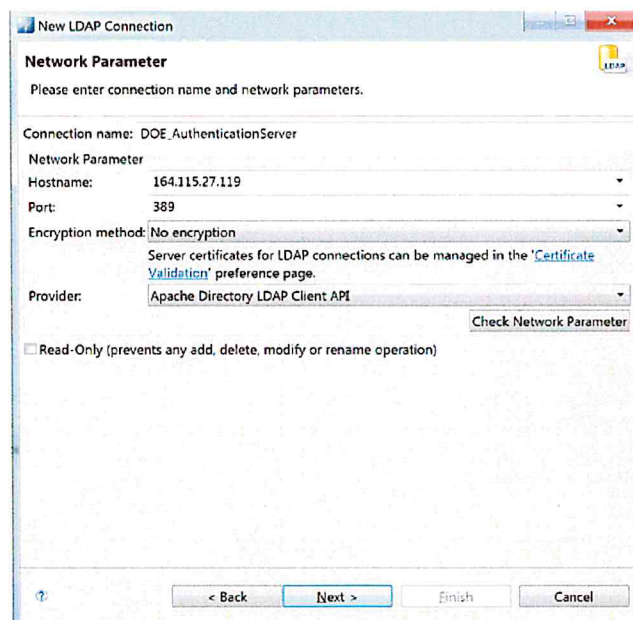 New LDAP Connection
Network Parameter
LDAP
Please enter connection name and network parameters.
Connection name: DOE_AuthenticationServer
Network Parameter
Hostname: 164.115.27.119
Port: 389
Encryption method: No encryption
Server certificates for LDAP connections can be managed in the 'Certificate
Validation' preference page.
Provider: Apache Directory LDAP Client API
Check Network Parameter
Read-Only (prevents any add, delete, modify or rename operation)
? < Back Next > Finish Cancel